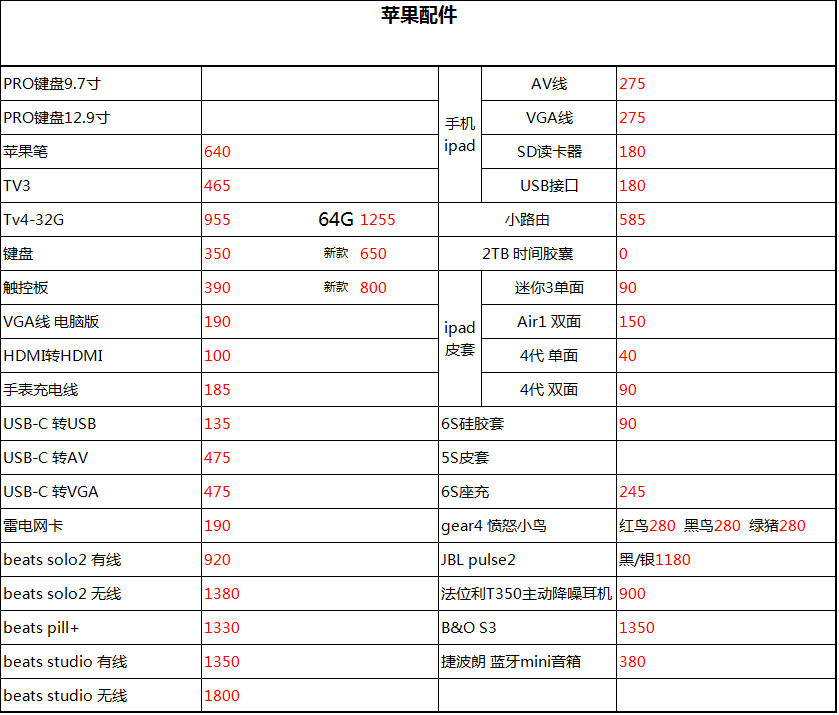 苹果配件
PRO键盘9.7寸 手机 ipad AV线 275
PRO键盘12.9寸 VGA线 275
苹果笔 640 SD读卡器 180
TV3 465 USB接口 180
Tv4-32G 955 64G 1255 小路由 585
键盘 350 新款 650 2TB 时间胶囊 0
触控板 390 新款 800 ipad 皮套 迷你3单面 90
VGA线 电脑版 190 Air1 双面 150
HDMI转HDMI 100 4代 单面 40
手表充电线 185 4代 双面 90
USB-C 转USB 135 6S硅胶套 90
USB-C 转AV 475 5S皮套
USB-C 转VGA 475 6S座充 245
雷电网卡 190 gear4 愤怒小鸟 红鸟280 黑鸟280 绿猪280
beats solo2 有线 920 JBL pulse2 黑/银1180
beats solo2 无线 1380 法位利T350主动降噪耳机 900
beats pill+ 1330 B&O S3 1350
beats studio 有线 1350 捷波朗 蓝牙mini音箱 380
beats studio 无线 1800